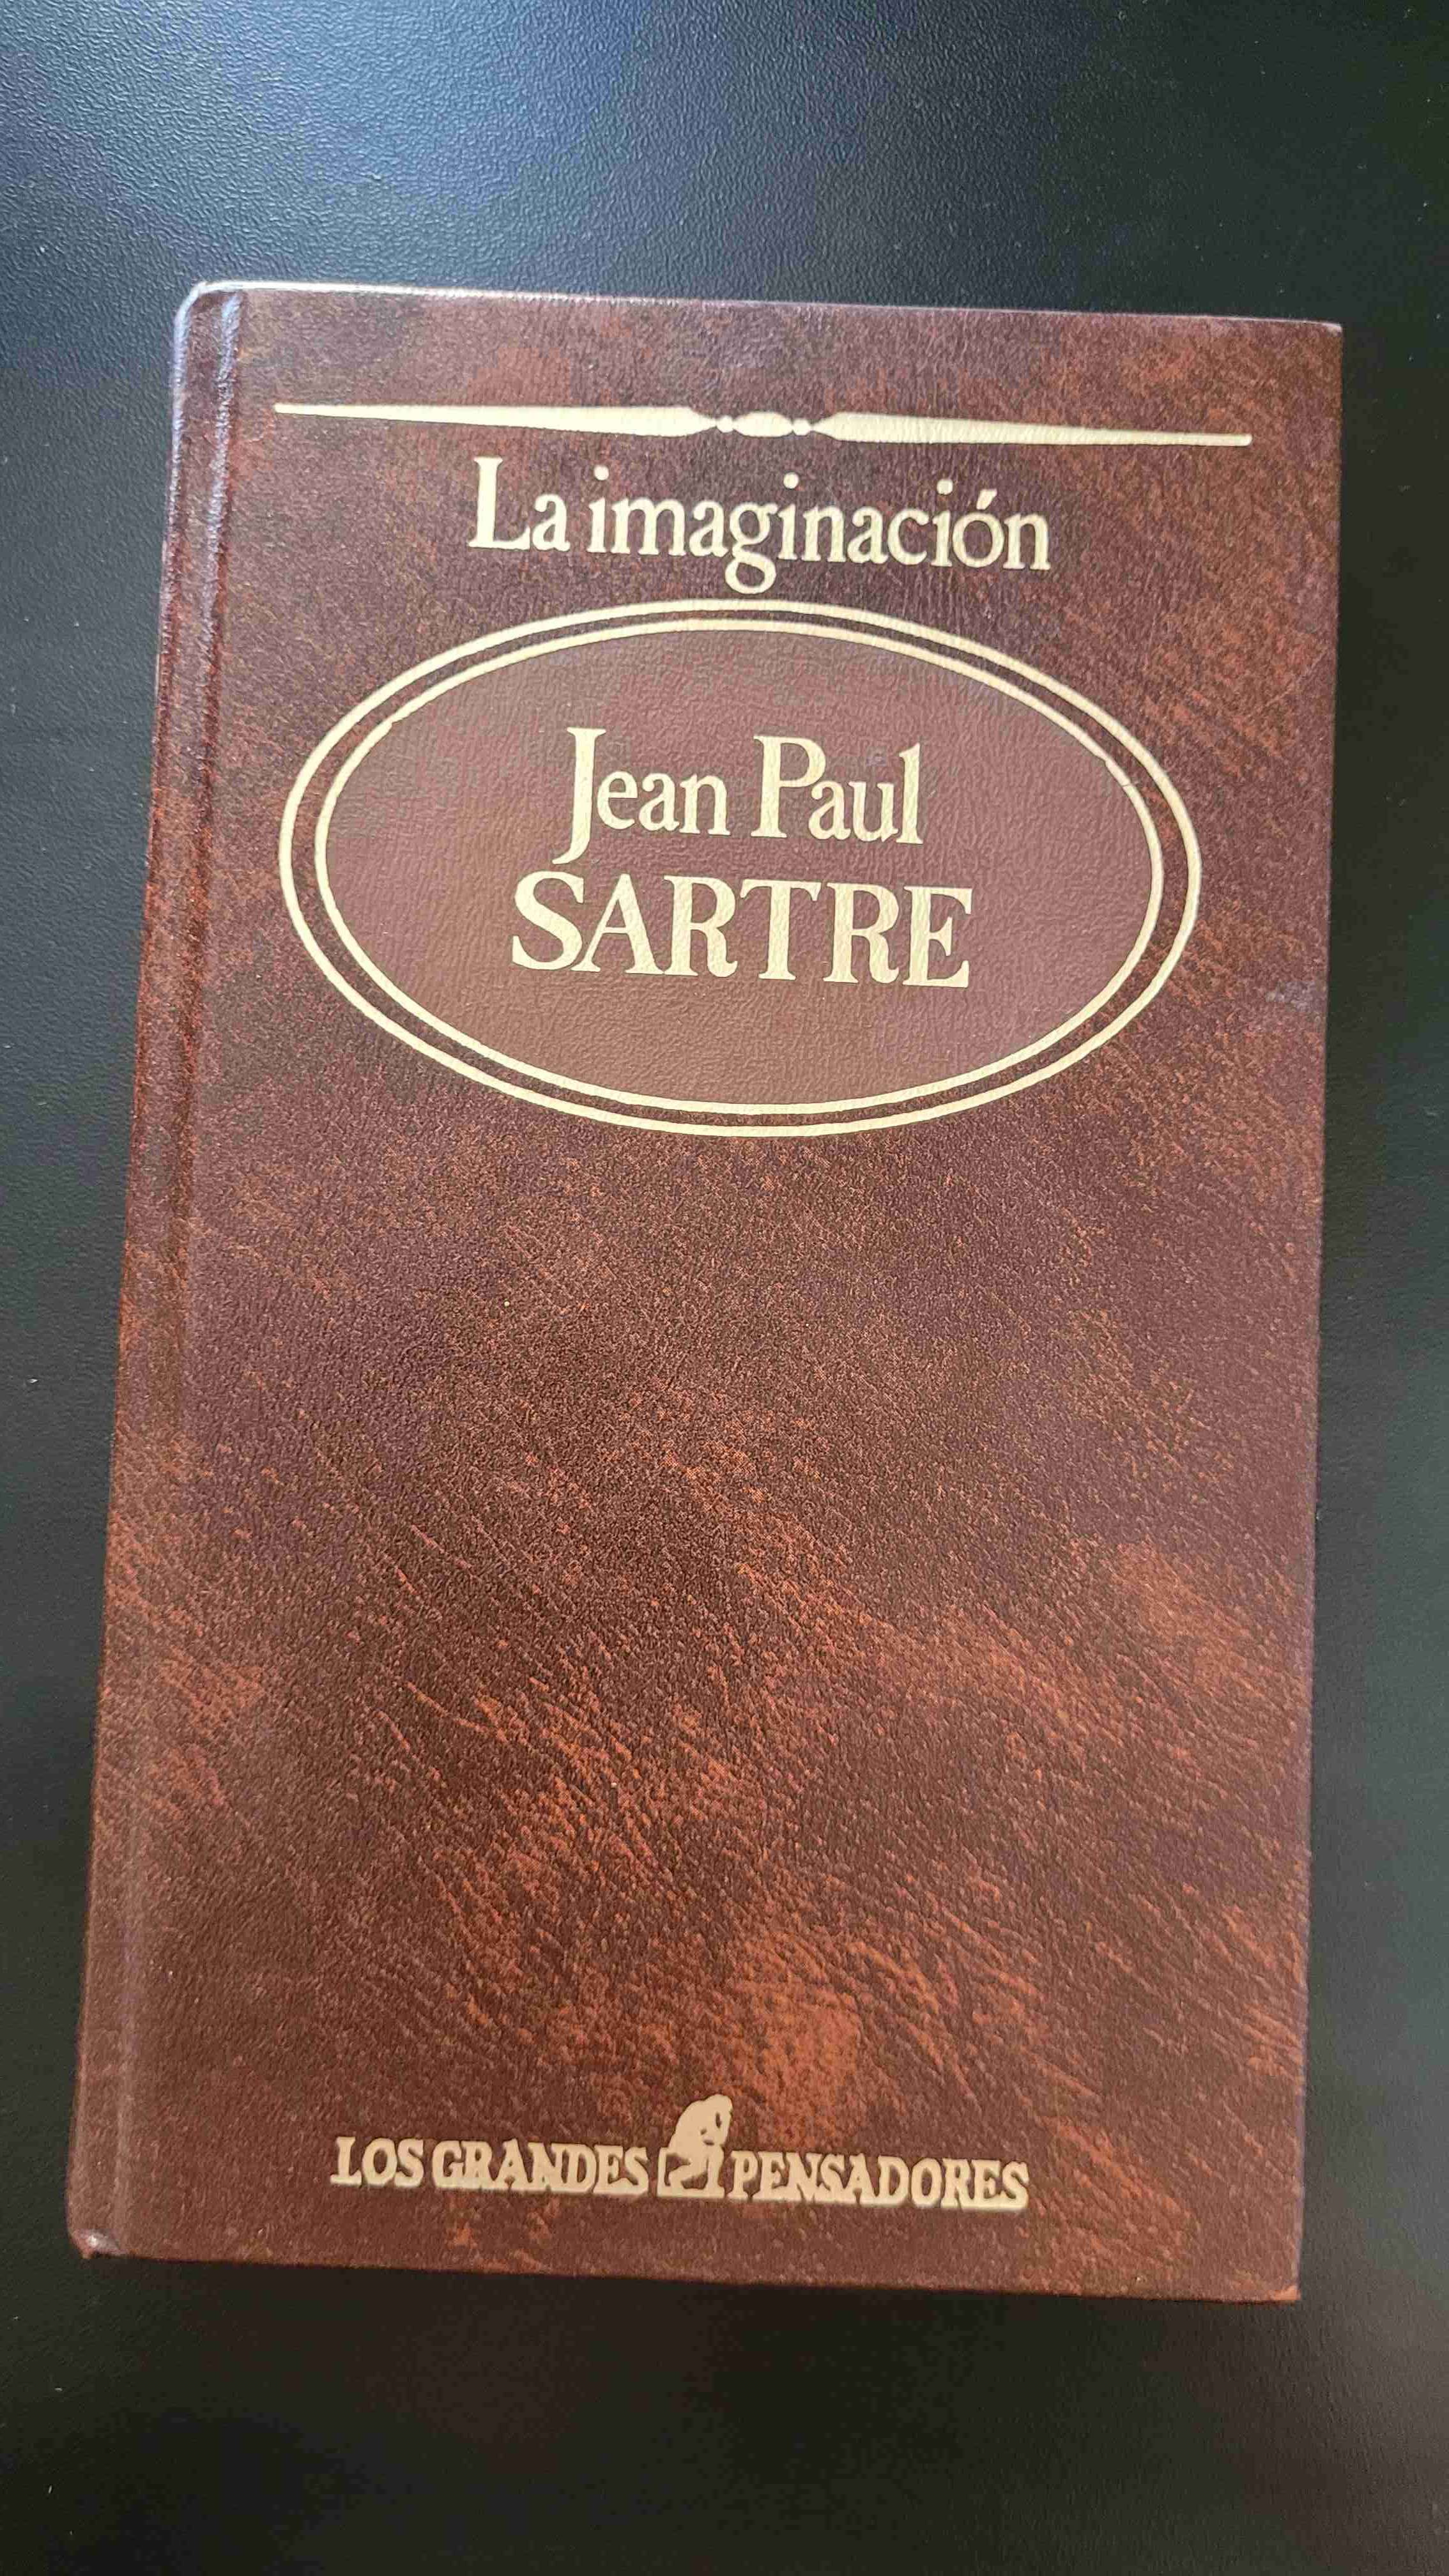 La imaginación
Jean Paul
SARTRE
LOS GRANDES PENSADORES